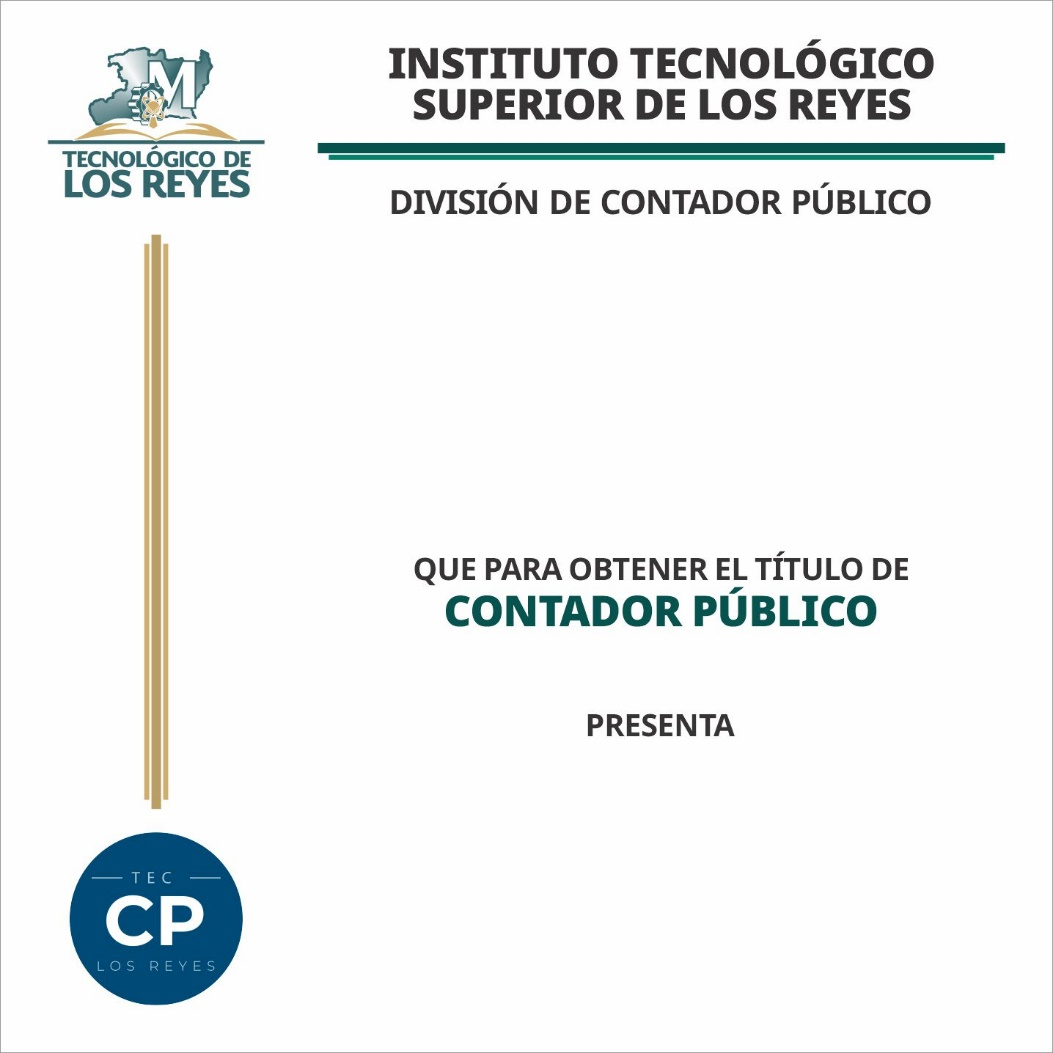 M
TECNOLÓGICO DE
LOS REYES
INSTITUTO TECNOLÓGICO
SUPERIOR DE LOS REYES
DIVISIÓN DE CONTADOR PÚBLICO
QUE PARA OBTENER EL TÍTULO DE
CONTADOR PÚBLICO
PRESENTA
TEC
CP
LOS REYES